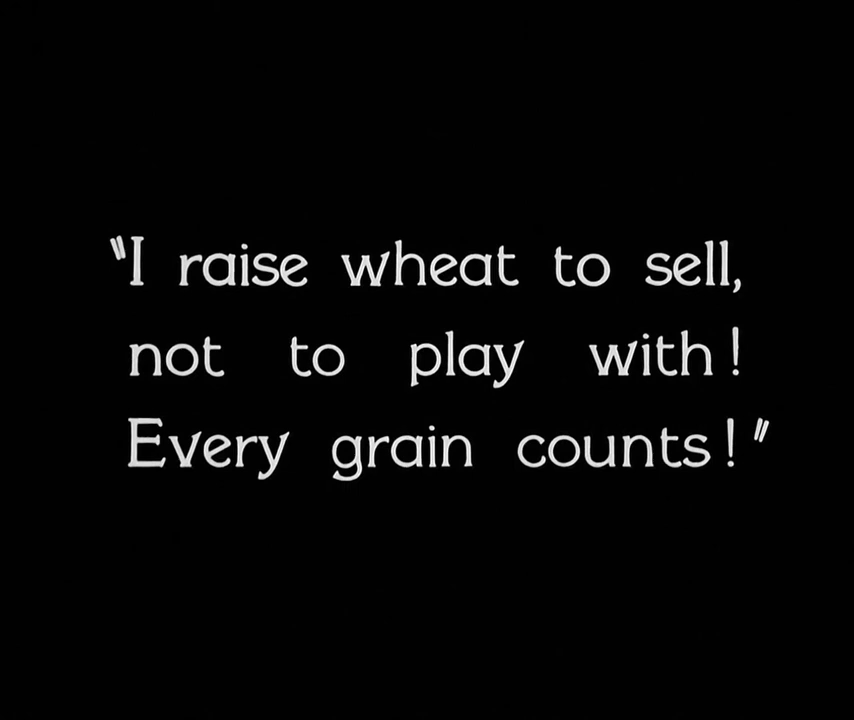 "I raise wheat to sell,
not to play with!
Every grain counts!"